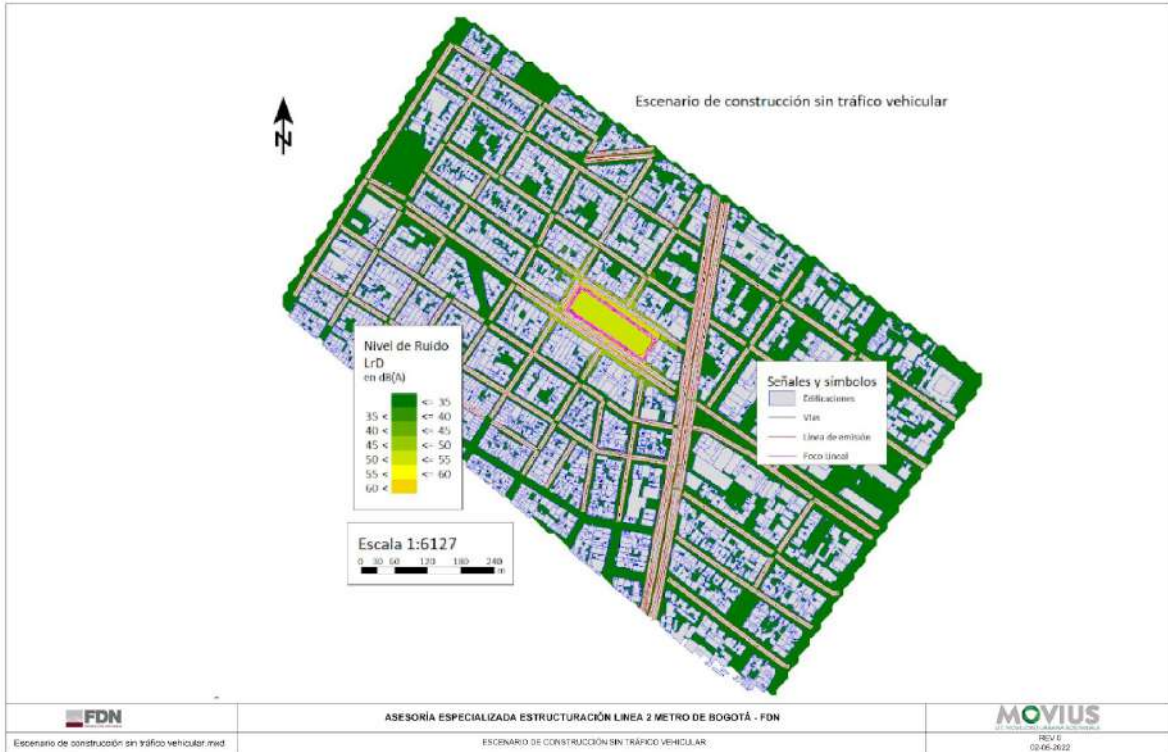 Escenario de construcción sin tráfico vehicular
N
Nivel de Ruido
LrD
en dB(A)
<= 35
35 < <= 40
40 < <= 45
45 < <= 50
50 < <= 55
55 < <= 60
60 <
Señales y símbolos
Edificaciones
Vías
Línea de emisión
Foco Lineal
Escala 1:6127
0 30 60 120 180 240
m
FDN
ASESORÍA ESPECIALIZADA ESTRUCTURACIÓN LINEA 2 METRO DE BOGOTÁ - FDN
MOVIUS
Escenario de construcción sin tráfico vehicular.mxd
ESCENARIO DE CONSTRUCCIÓN SIN TRÁFICO VEHICULAR
REV 0